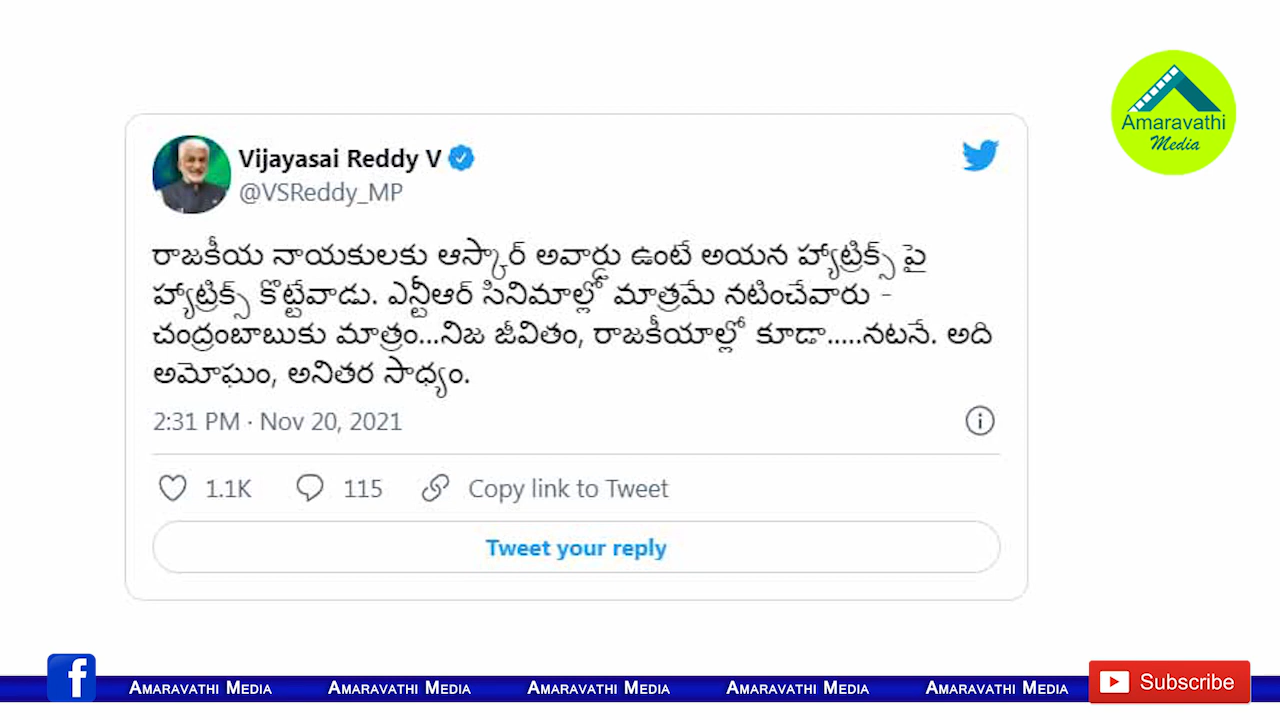 Amaravathi
Media
Vijayasai Reddy V
@VSReddy_MP
రాజకీయ నాయకులకు ఆస్కార్ అవార్డు ఉంటే అయన హ్యాట్రిక్స్ పై
హ్యాట్రిక్స్ కొట్టేవాడు. ఎన్టీఆర్ సినిమాల్లో మాత్రమే నటించేవారు -
చంద్రంబాబుకు మాత్రం...నిజ జీవితం, రాజకీయాల్లో కూడా.....నటనే. అది
అమోఘం, అనితర సాధ్యం.
2:31 PM · Nov 20, 2021
1.1K 115 Copy link to Tweet
Tweet your reply
f AMARAVATHI MEDIA AMARAVATHI MEDIA AMARAVATHI MEDIA AMARAVATHI MEDIA AMARAVATHI MEDIA Subscribe